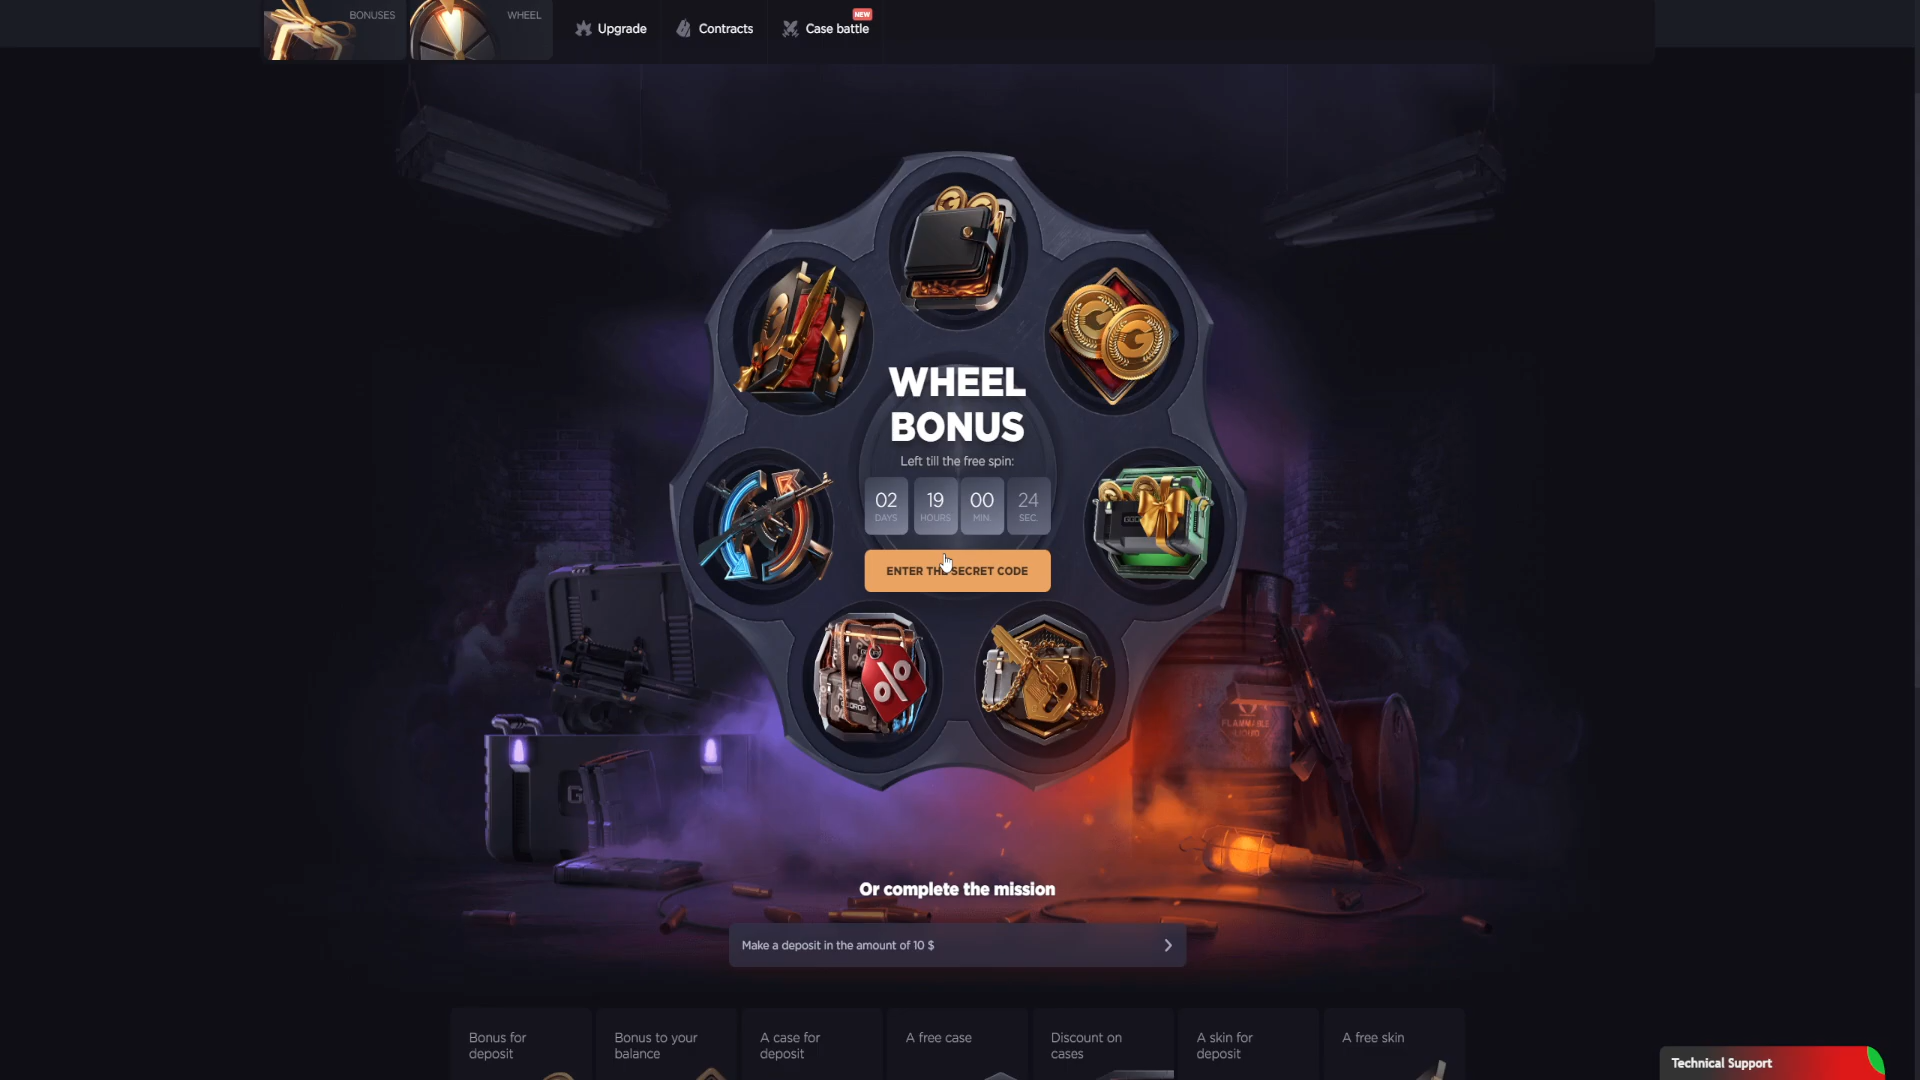 BONUSES
WHEEL
Upgrade
Contracts
NEW
Case battle
WHEEL
BONUS
Left till the free spin:
02 19 00 24
DAYS HOURS MIN. SEC.
ENTER THE SECRET CODE
FLAMMABLE
LIQUID
G
Or complete the mission
Make a deposit in the amount of 10 $
Bonus for
deposit
Bonus to your
balance
A case for
deposit
A free case
Discount on
cases
A skin for
deposit
A free skin
Technical Support